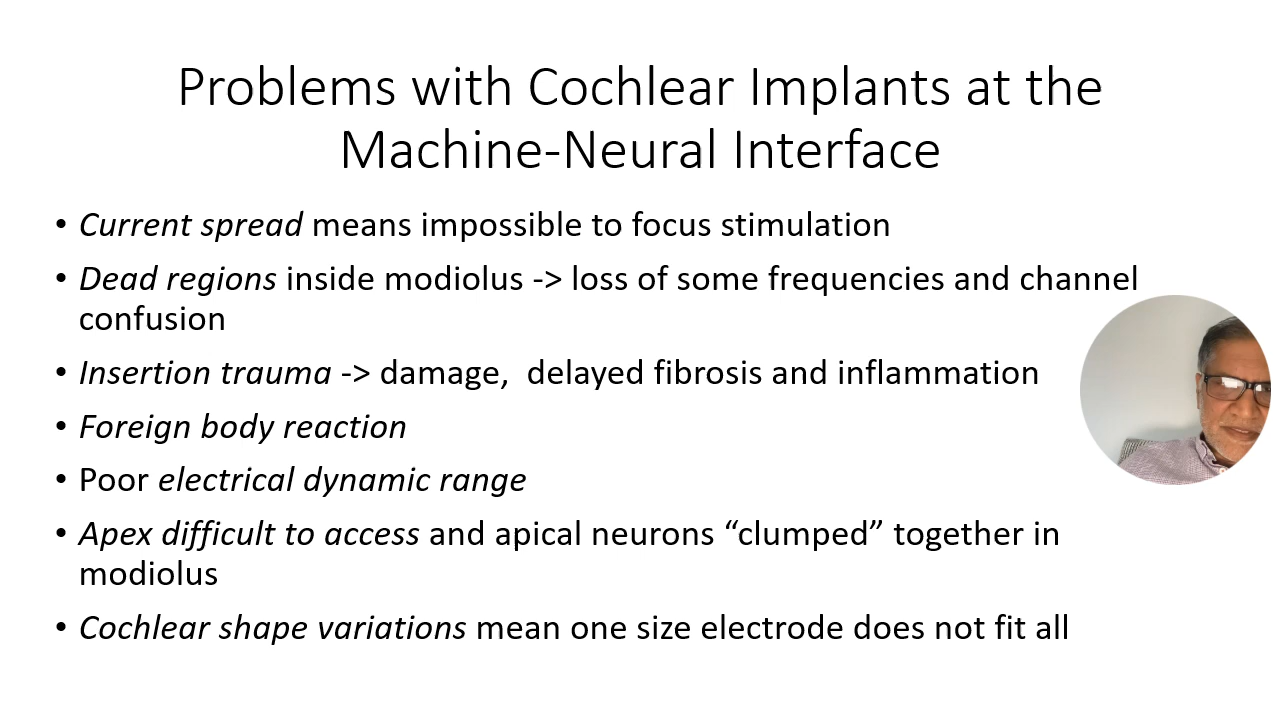 Problems with Cochlear Implants at the
Machine-Neural Interface
• Current spread means impossible to focus stimulation
• Dead regions inside modiolus -> loss of some frequencies and channel
confusion
• Insertion trauma -> damage,  delayed fibrosis and inflammation
• Foreign body reaction
• Poor electrical dynamic range
• Apex difficult to access and apical neurons “clumped” together in
modiolus
• Cochlear shape variations mean one size electrode does not fit all